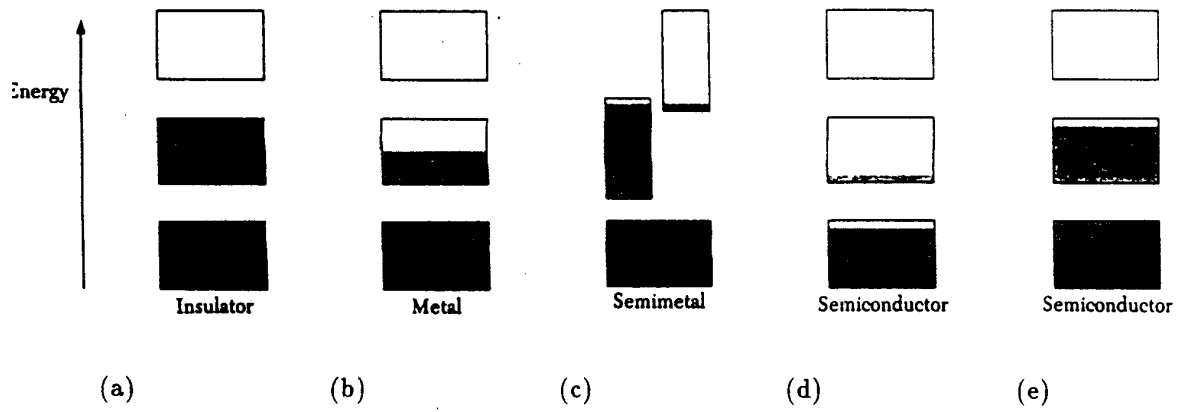 Energy
Insulator
Metal
Semimetal
Semiconductor
Semiconductor
(a)
(b)
(c)
(d)
(e)